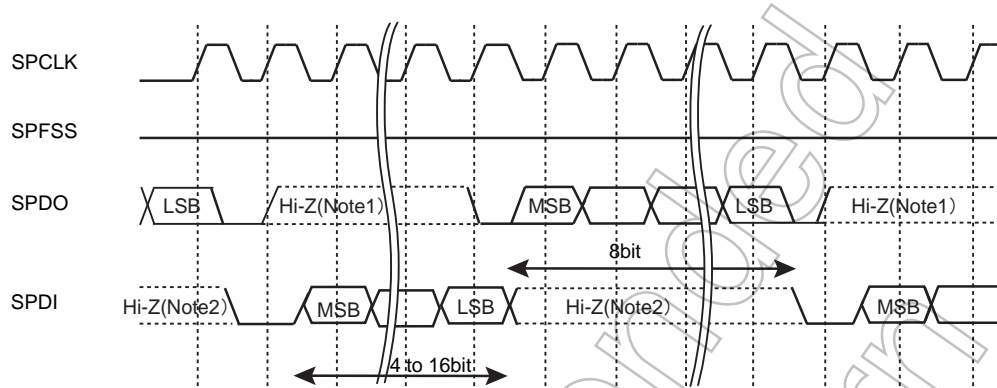 SPCLK
SPFSS
SPDO LSB Hi-Z(Note1) MSB LSB Hi-Z(Note1)
8bit
SPDI Hi-Z(Note2) MSB LSB Hi-Z(Note2) MSB
4 to 16bit